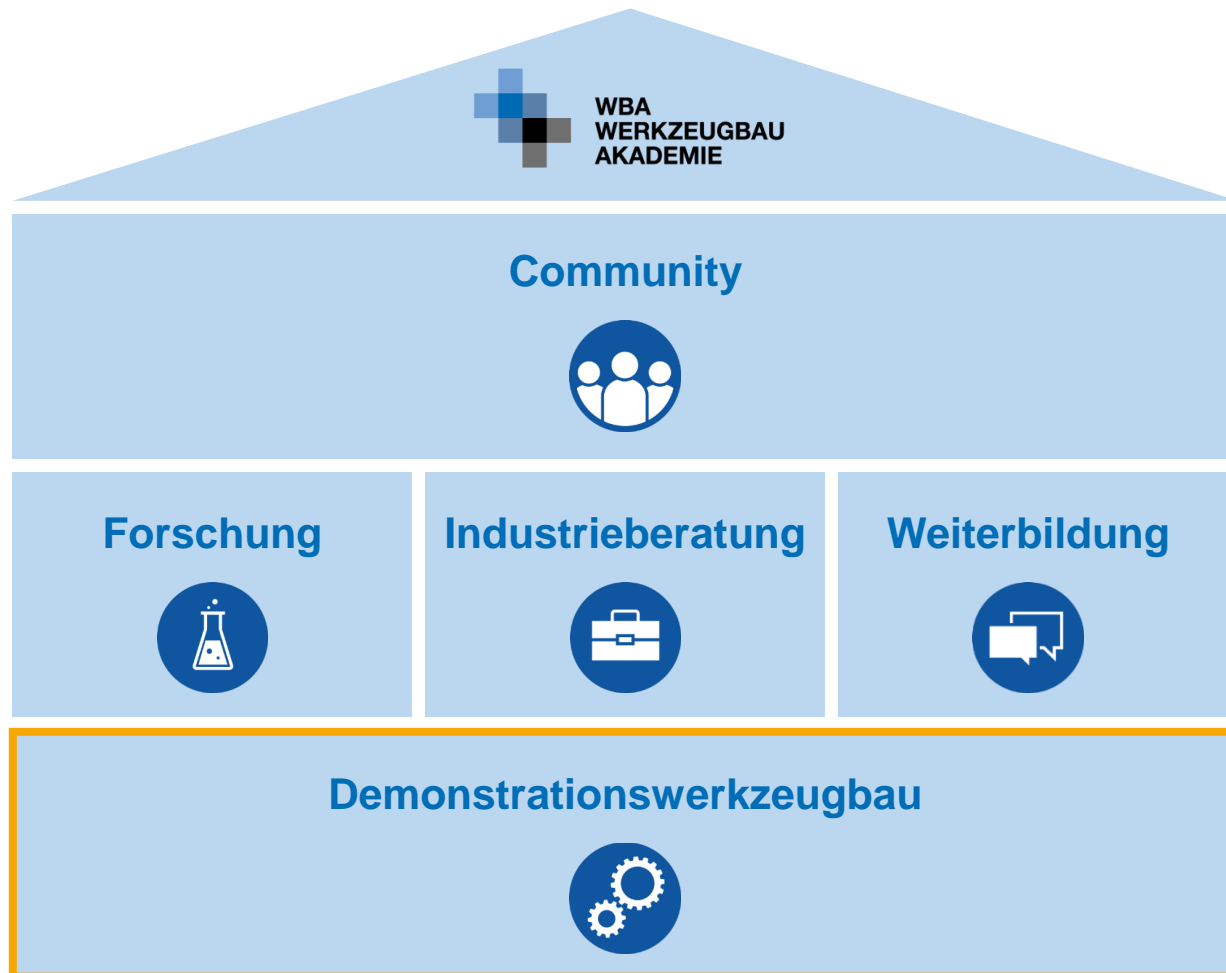 WBA
WERKZEUGBAU
AKADEMIE
Community
Forschung
Industrieberatung
Weiterbildung
Demonstrationswerkzeugbau